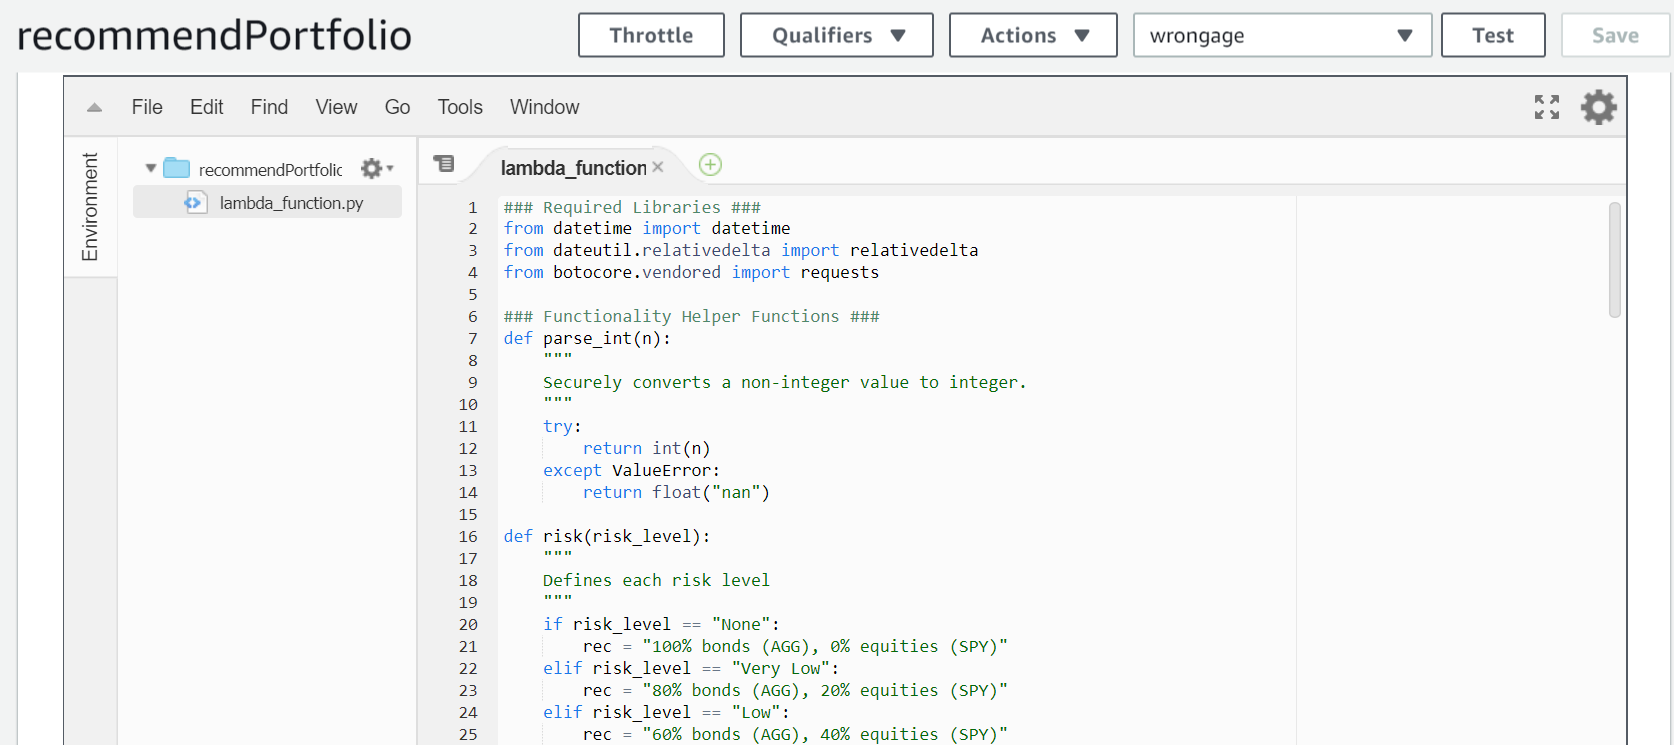 recommendPortfolio
Throttle
Qualifiers
Actions
wrongage
Test
Save
File Edit Find View Go Tools Window
Environment
recommendPortfolic
lambda_function.py
lambda_function
1 ### Required Libraries ###
2 from datetime import datetime
3 from dateutil.relativedelta import relativedelta
4 from botocore.vendored import requests
5
6 ### Functionality Helper Functions ###
7 def parse_int(n):
8     """
9     Securely converts a non-integer value to integer.
10     """
11     try:
12         return int(n)
13     except ValueError:
14         return float("nan")
15
16 def risk(risk_level):
17     """
18     Defines each risk level
19     """
20     if risk_level == "None":
21         rec = "100% bonds (AGG), 0% equities (SPY)"
22     elif risk_level == "Very Low":
23         rec = "80% bonds (AGG), 20% equities (SPY)"
24     elif risk_level == "Low":
25         rec = "60% bonds (AGG), 40% equities (SPY)"